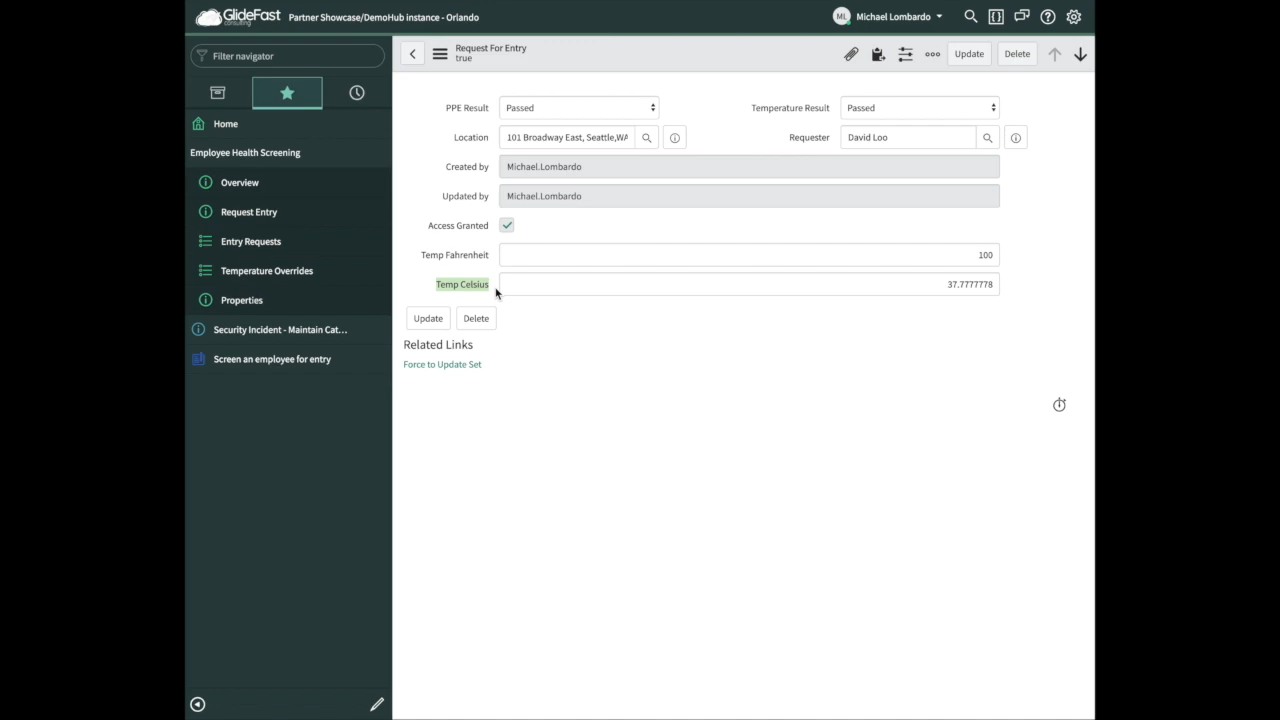 GlideFast
consulting
Partner Showcase/DemoHub instance - Orlando
ML Michael Lombardo
Filter navigator
Home
Employee Health Screening
Overview
Request Entry
Entry Requests
Temperature Overrides
Properties
Security Incident - Maintain Cat...
Screen an employee for entry
Request For Entry
true
Update Delete
PPE Result Passed Temperature Result Passed
Location 101 Broadway East, Seattle,WA Requester David Loo
Created by Michael.Lombardo
Updated by Michael.Lombardo
Access Granted
Temp Fahrenheit 100
Temp Celsius 37.7777778
Update Delete
Related Links
Force to Update Set